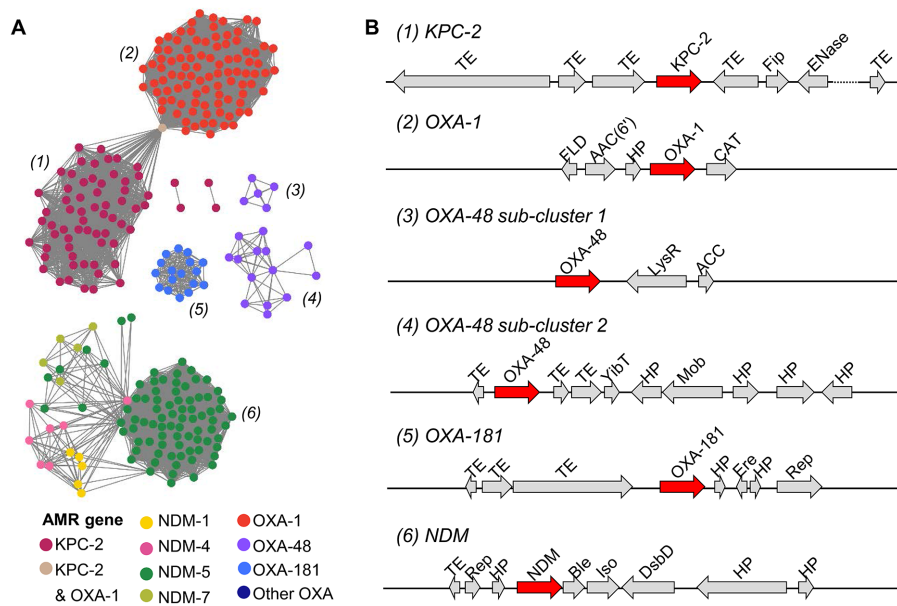 A
(2)
(1)
(3)
(4)
(5)
(6)
AMR gene
KPC-2
KPC-2
& OXA-1
NDM-1
NDM-4
NDM-5
NDM-7
OXA-1
OXA-48
OXA-181
Other OXA
B
(1) KPC-2
TE TE TE KPC-2 TE Fip ENase TE
(2) OXA-1
FLD AAC(6') HP OXA-1 CAT
(3) OXA-48 sub-cluster 1
OXA-48 LysR ACC
(4) OXA-48 sub-cluster 2
TE OXA-48 TE TE YibT HP Mob HP HP HP
(5) OXA-181
TE TE TE OXA-181 HP Ere HP Rep
(6) NDM
TE Rep HP NDM Ble Iso DsbD HP HP